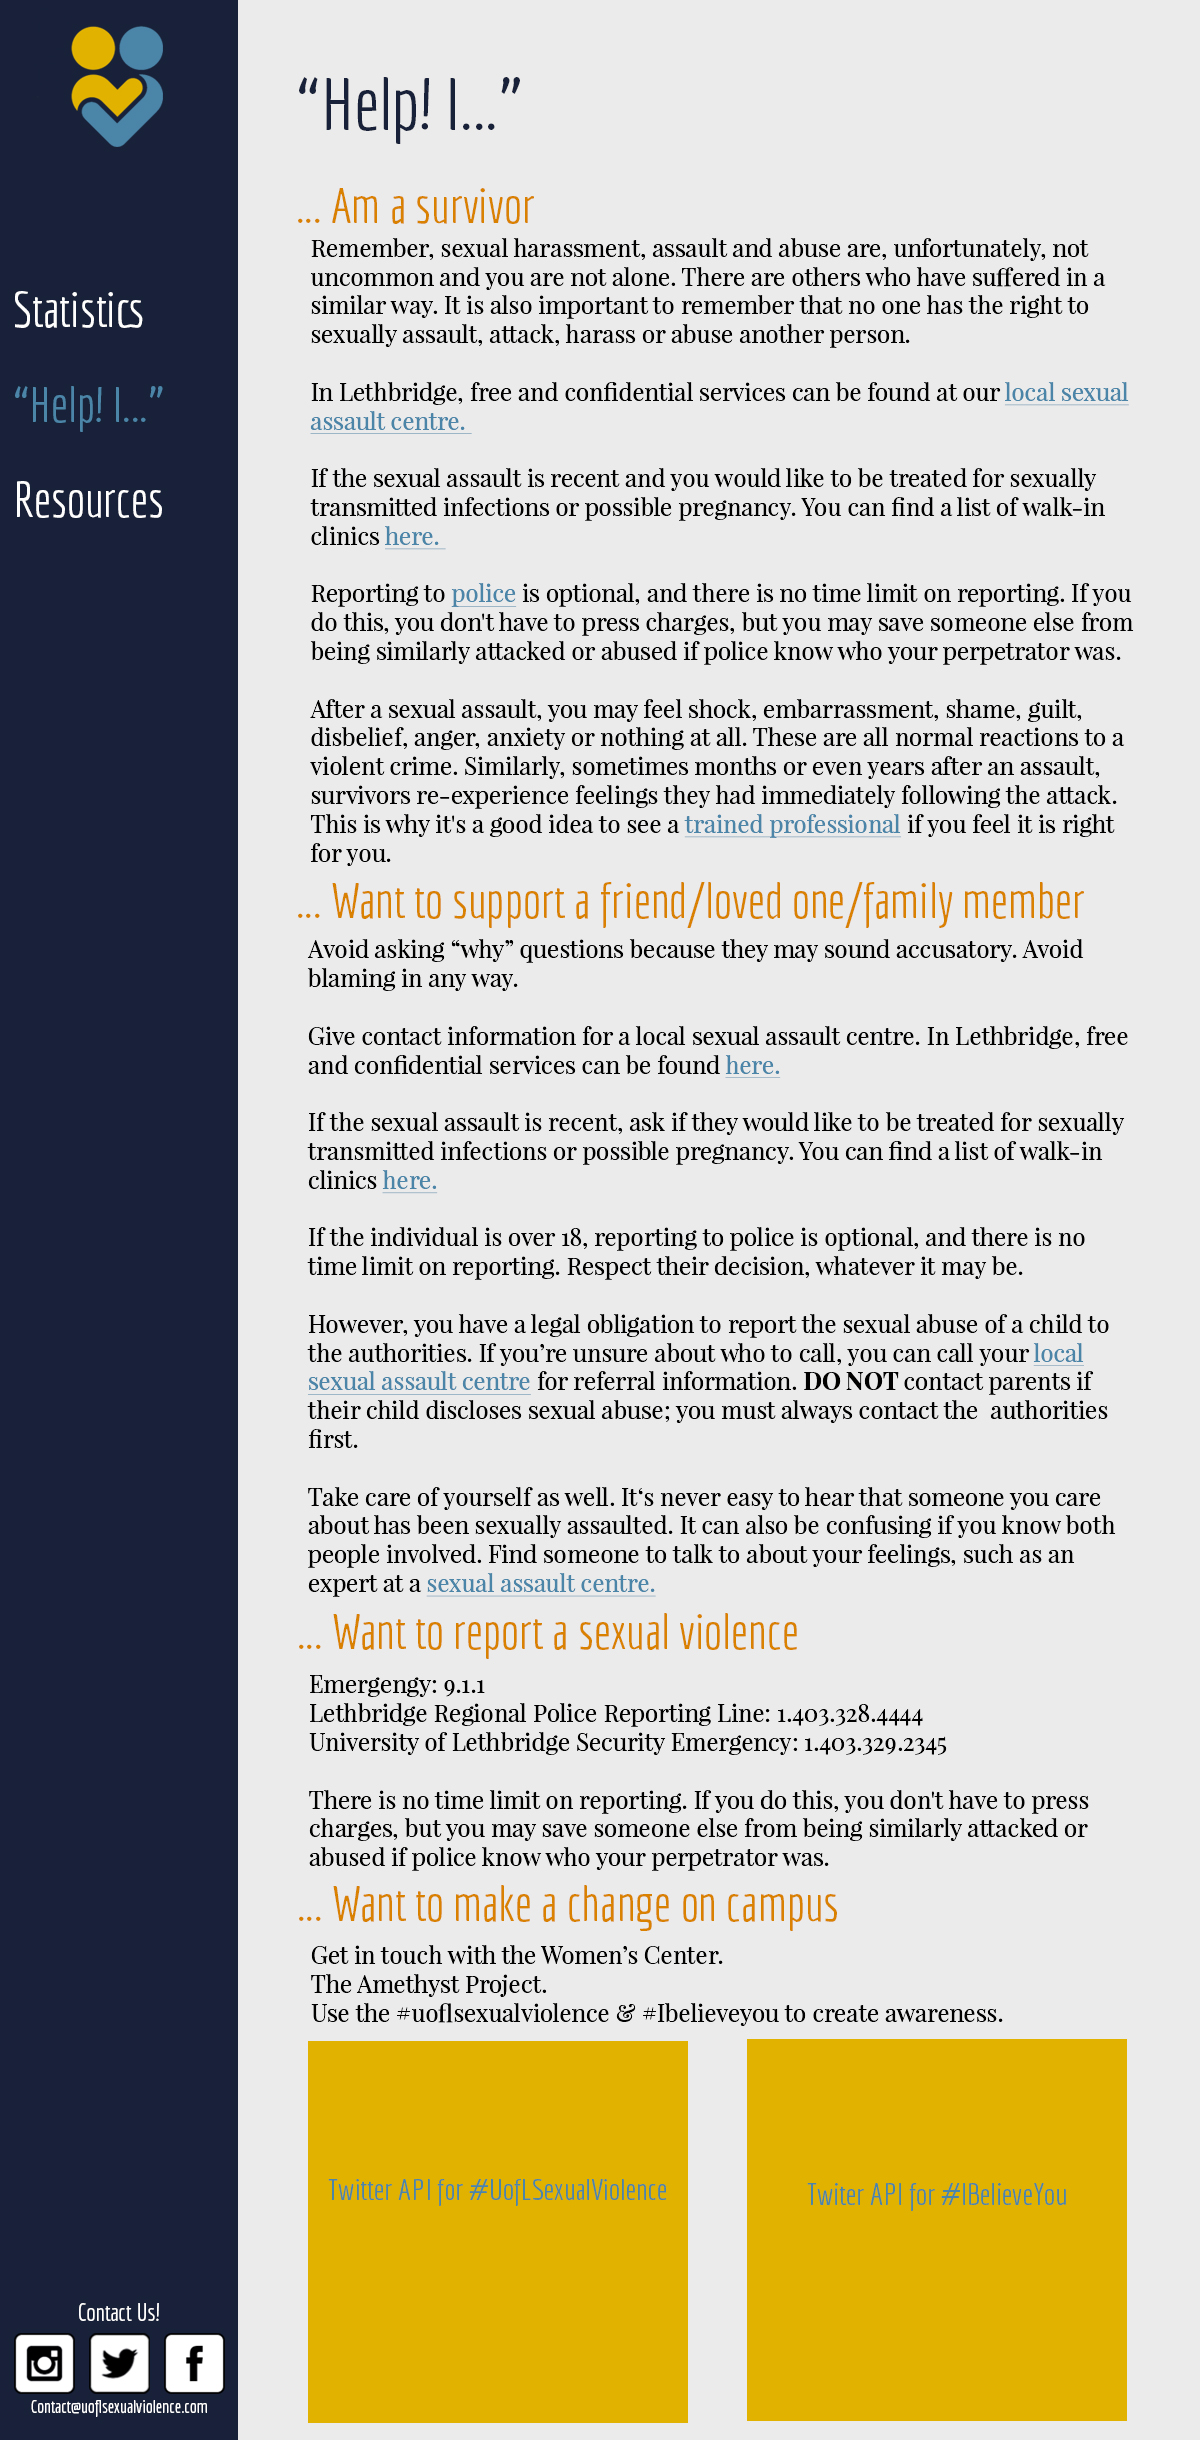 Statistics
“Help! I...”
Resources
“Help! I...”
... Am a survivor
Remember, sexual harassment, assault and abuse are, unfortunately, not
uncommon and you are not alone. There are others who have suffered in a
similar way. It is also important to remember that no one has the right to
sexually assault, attack, harass or abuse another person.
In Lethbridge, free and confidential services can be found at our local sexual
assault centre.
If the sexual assault is recent and you would like to be treated for sexually
transmitted infections or possible pregnancy. You can find a list of walk-in
clinics here.
Reporting to police is optional, and there is no time limit on reporting. If you
do this, you don't have to press charges, but you may save someone else from
being similarly attacked or abused if police know who your perpetrator was.
After a sexual assault, you may feel shock, embarrassment, shame, guilt,
disbelief, anger, anxiety or nothing at all. These are all normal reactions to a
violent crime. Similarly, sometimes months or even years after an assault,
survivors re-experience feelings they had immediately following the attack.
This is why it's a good idea to see a trained professional if you feel it is right
for you.
... Want to support a friend/loved one/family member
Avoid asking “why” questions because they may sound accusatory. Avoid
blaming in any way.
Give contact information for a local sexual assault centre. In Lethbridge, free
and confidential services can be found here.
If the sexual assault is recent, ask if they would like to be treated for sexually
transmitted infections or possible pregnancy. You can find a list of walk-in
clinics here.
If the individual is over 18, reporting to police is optional, and there is no
time limit on reporting. Respect their decision, whatever it may be.
However, you have a legal obligation to report the sexual abuse of a child to
the authorities. If you’re unsure about who to call, you can call your local
sexual assault centre for referral information. DO NOT contact parents if
their child discloses sexual abuse; you must always contact the authorities
first.
Take care of yourself as well. It‘s never easy to hear that someone you care
about has been sexually assaulted. It can also be confusing if you know both
people involved. Find someone to talk to about your feelings, such as an
expert at a sexual assault centre.
... Want to report a sexual violence
Emergengy: 9.1.1
Lethbridge Regional Police Reporting Line: 1.403.328.4444
University of Lethbridge Security Emergency: 1.403.329.2345
There is no time limit on reporting. If you do this, you don't have to press
charges, but you may save someone else from being similarly attacked or
abused if police know who your perpetrator was.
... Want to make a change on campus
Get in touch with the Women’s Center.
The Amethyst Project.
Use the #uoflsexualviolence & #Ibelieveyou to create awareness.
Twitter API for #UofLSexualViolence
Twiter API for #IBelieveYou
Contact Us!
Contact@uoflsexualviolence.com